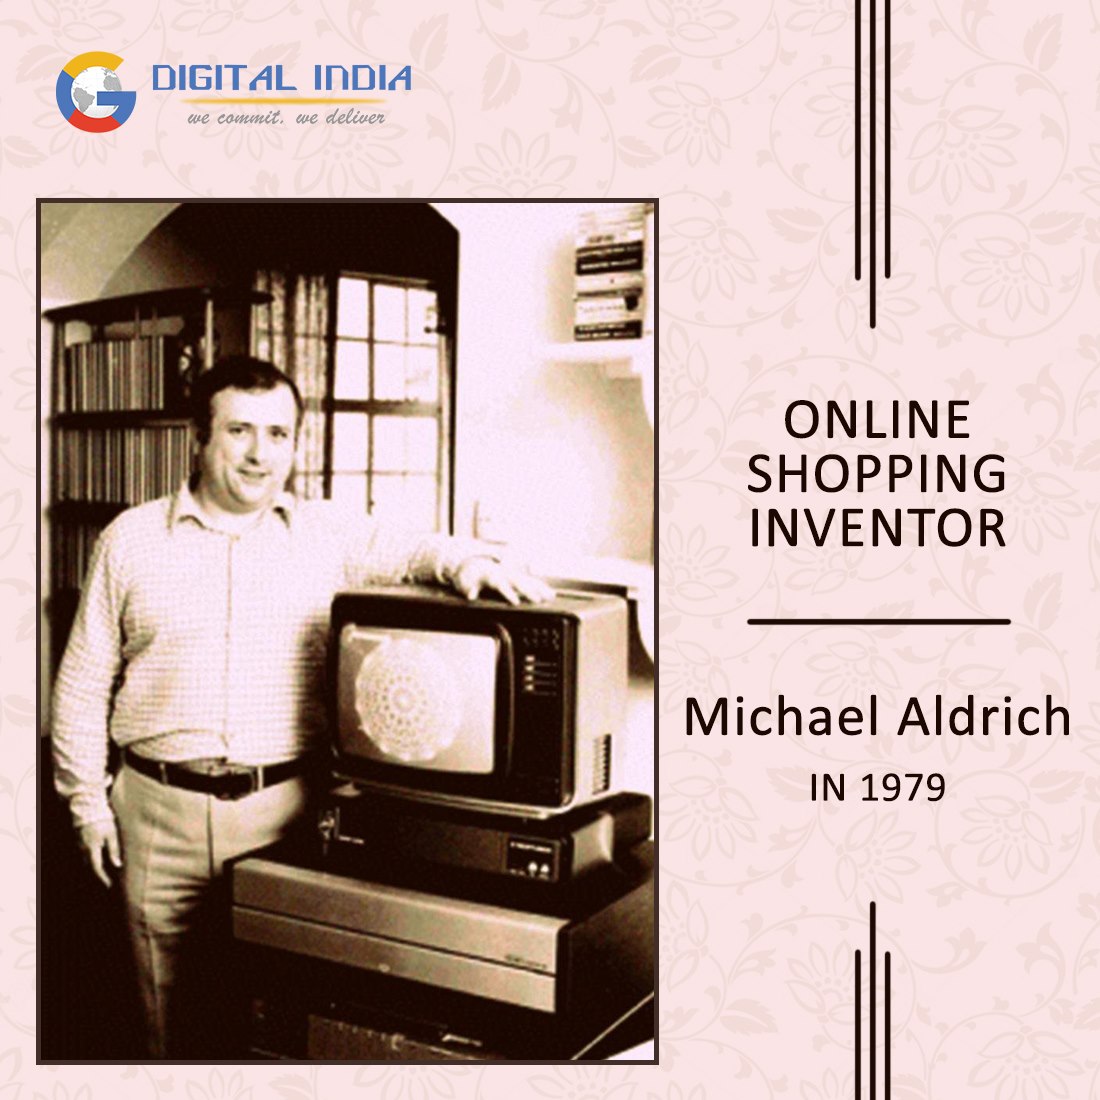 DIGITAL INDIA
we commit. we deliver
ONLINE
SHOPPING
INVENTOR
Michael Aldrich
IN 1979